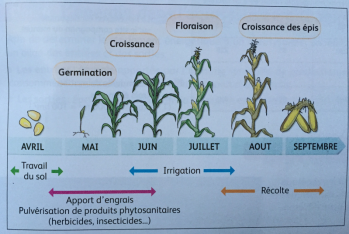 Floraison
Croissance
Croissance des épis
Germination
AVRIL MAI JUIN JUILLET AOUT SEPTEMBRE
Travail
du sol
Irrigation
Récolte
Apport d'engrais
Pulvérisation de produits phytosanitaires
(herbicides, insecticides...)